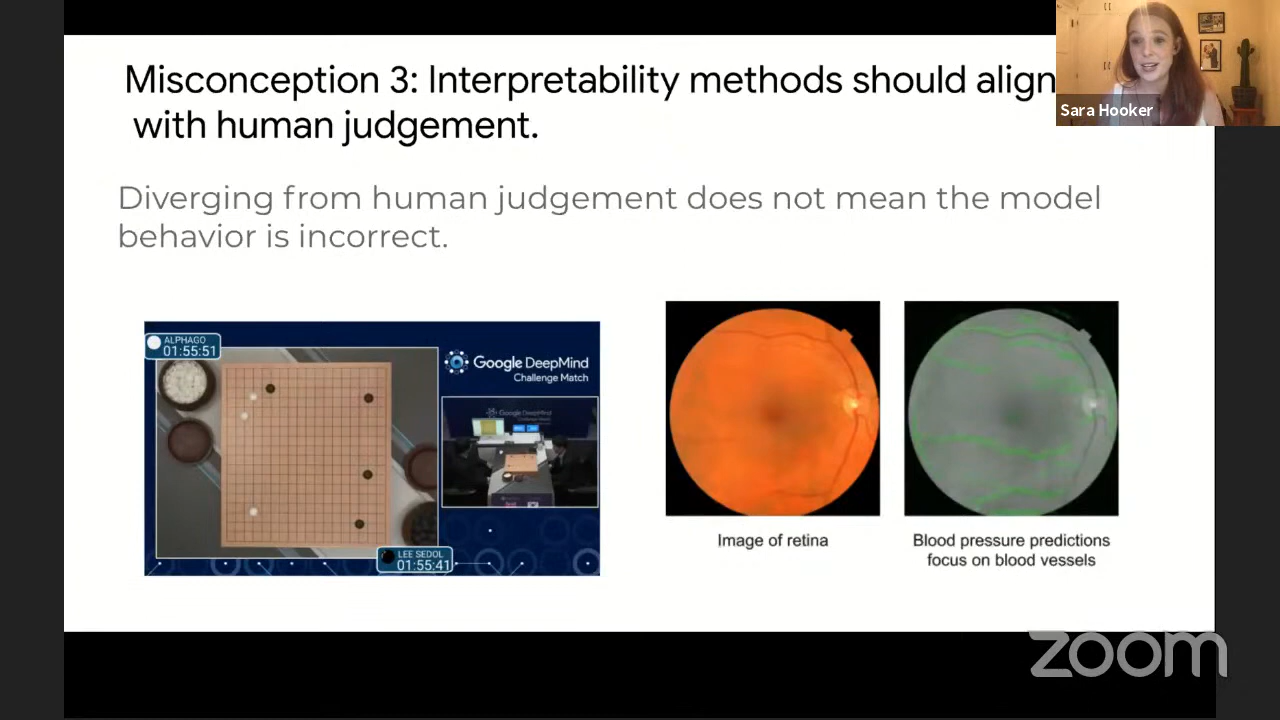 Misconception 3: Interpretability methods should align
with human judgement.
Sara Hooker
Diverging from human judgement does not mean the model
behavior is incorrect.
ALPHAGO
01:55:51
Google DeepMind
Challenge Match
Google DeepMind
LEE SEDOL
01:55:41
Image of retina
Blood pressure predictions
focus on blood vessels
zoom